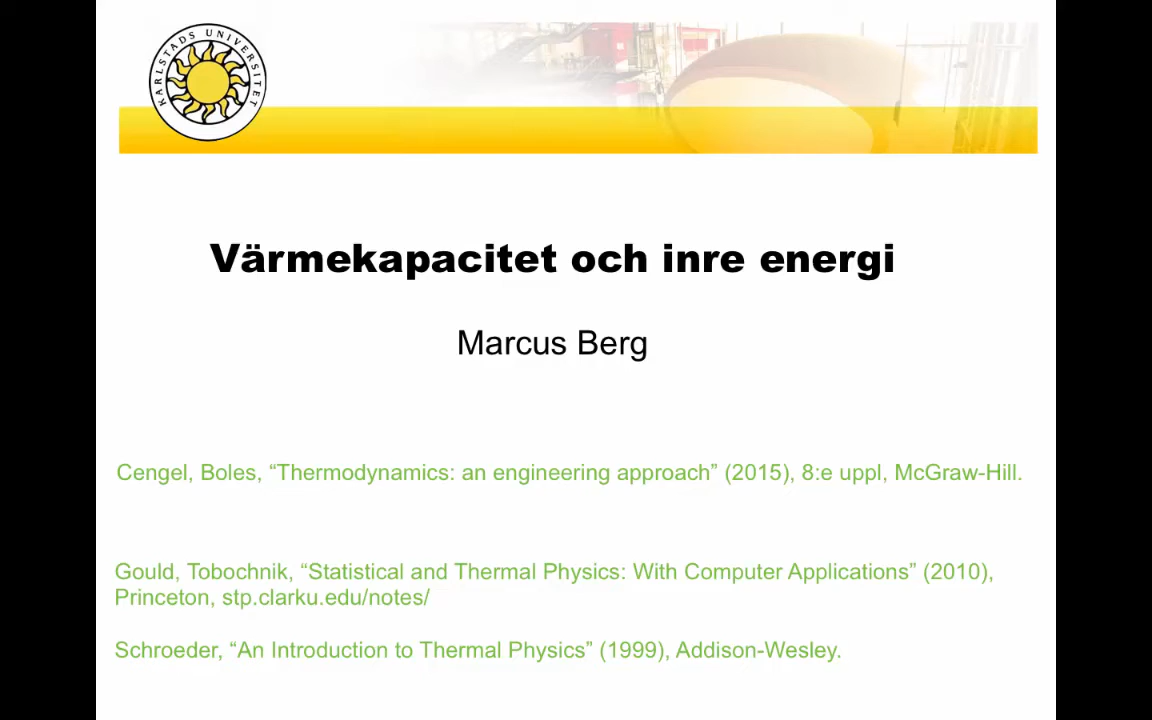 KARLSTADS UNIVERSITET
Värmekapacitet och inre energi
Marcus Berg
Cengel, Boles, “Thermodynamics: an engineering approach” (2015), 8:e uppl, McGraw-Hill.
Gould, Tobochnik, “Statistical and Thermal Physics: With Computer Applications” (2010),
Princeton, stp.clarku.edu/notes/
Schroeder, “An Introduction to Thermal Physics” (1999), Addison-Wesley.